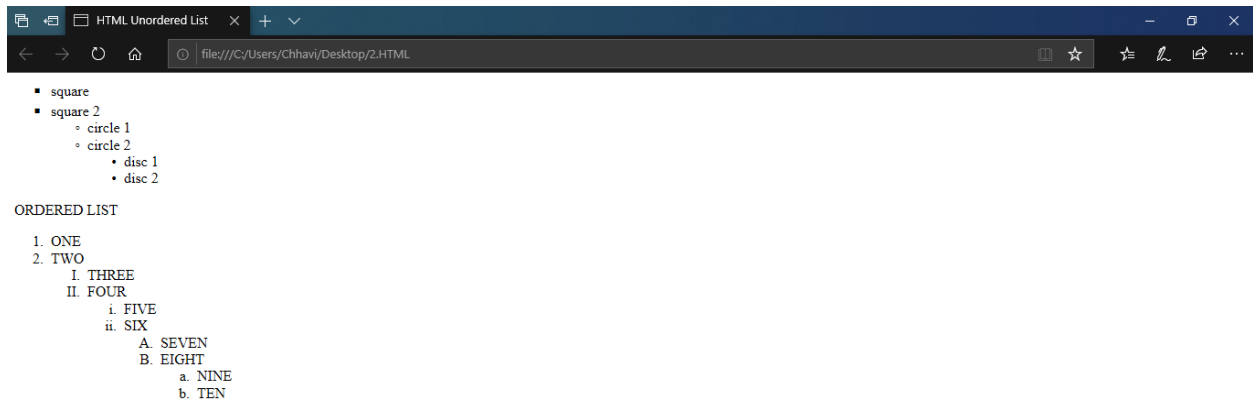 HTML Unordered List
file:///C:/Users/Chhavi/Desktop/2.HTML
▪ square
▪ square 2
◦ circle 1
◦ circle 2
• disc 1
• disc 2
ORDERED LIST
1. ONE
2. TWO
I. THREE
II. FOUR
i. FIVE
ii. SIX
A. SEVEN
B. EIGHT
a. NINE
b. TEN